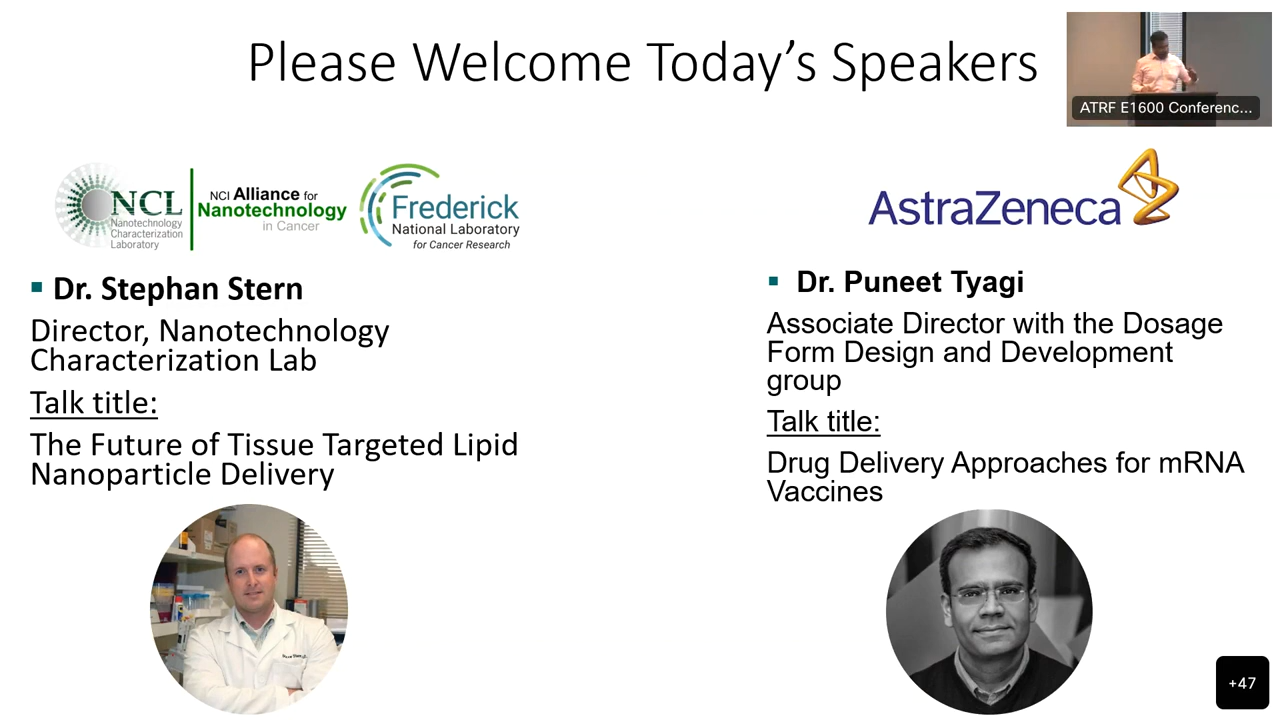 Please Welcome Today's Speakers
ATRF E1600 Conferenc...
NCL
Nanotechnology
Characterization
Laboratory
NCI Alliance for
Nanotechnology
in Cancer
Frederick
National Laboratory
for Cancer Research
AstraZeneca
Dr. Stephan Stern
Director, Nanotechnology
Characterization Lab
Talk title:
The Future of Tissue Targeted Lipid
Nanoparticle Delivery
Dr. Puneet Tyagi
Associate Director with the Dosage
Form Design and Development
group
Talk title:
Drug Delivery Approaches for mRNA
Vaccines
+47